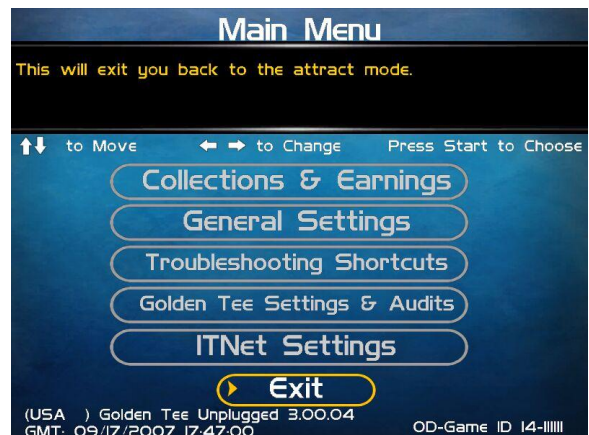 Main Menu
This will exit you back to the attract mode.
to Move to Change Press Start to Choose
Collections & Earnings
General Settings
Troubleshooting Shortcuts
Golden Tee Settings & Audits
ITNet Settings
Exit
(USA ) Golden Tee Unplugged 3.00.04
GMT: 09/17/2007 17:47:00 OD-Game ID 14-111111